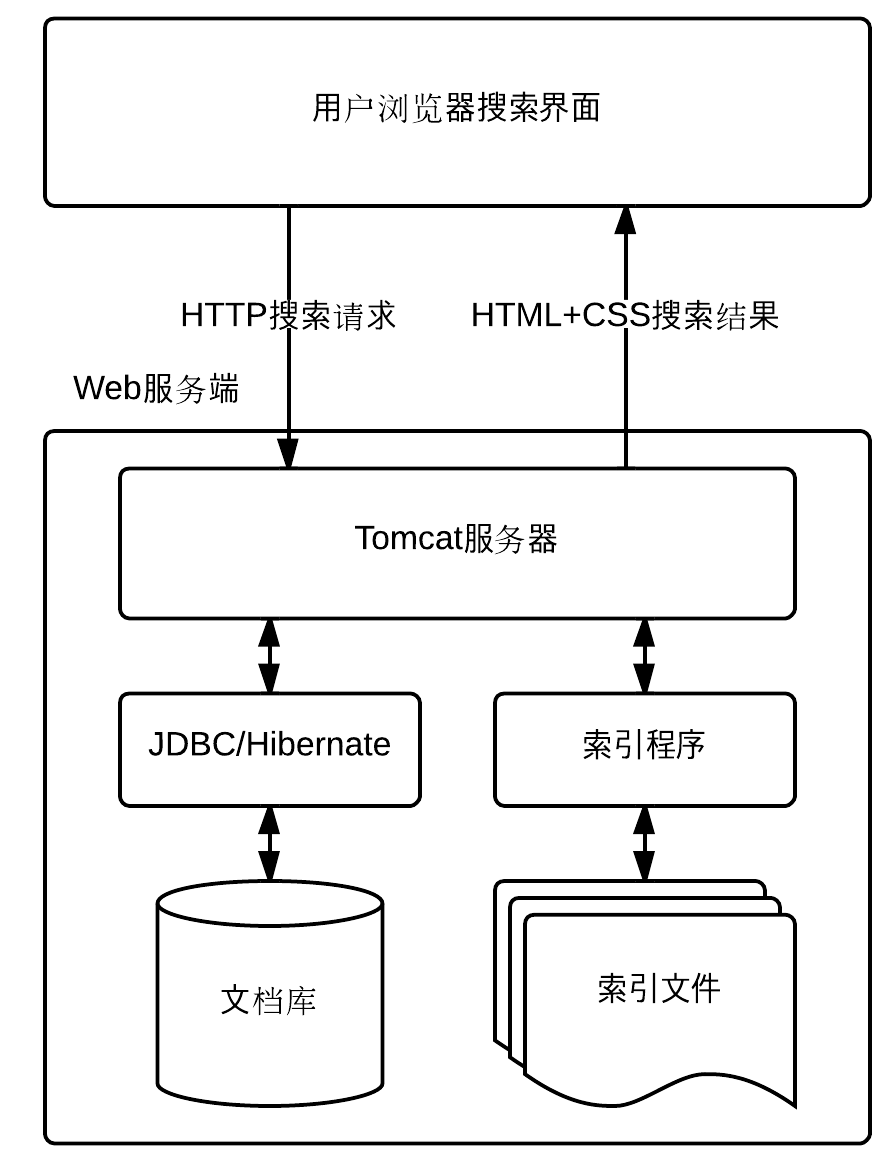 用户浏览器搜索界面
HTTP搜索请求
HTML+CSS搜索结果
Web服务端
Tomcat服务器
JDBC/Hibernate
索引程序
文档库
索引文件